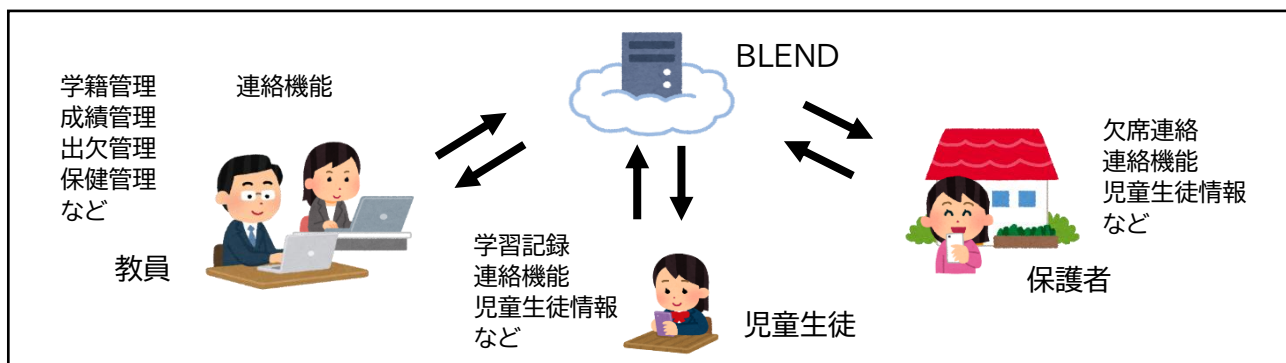 BLEND
学籍管理
成績管理
出欠管理
保健管理
など
連絡機能
教員
学習記録
連絡機能
児童生徒情報
など
児童生徒
欠席連絡
連絡機能
児童生徒情報
など
保護者